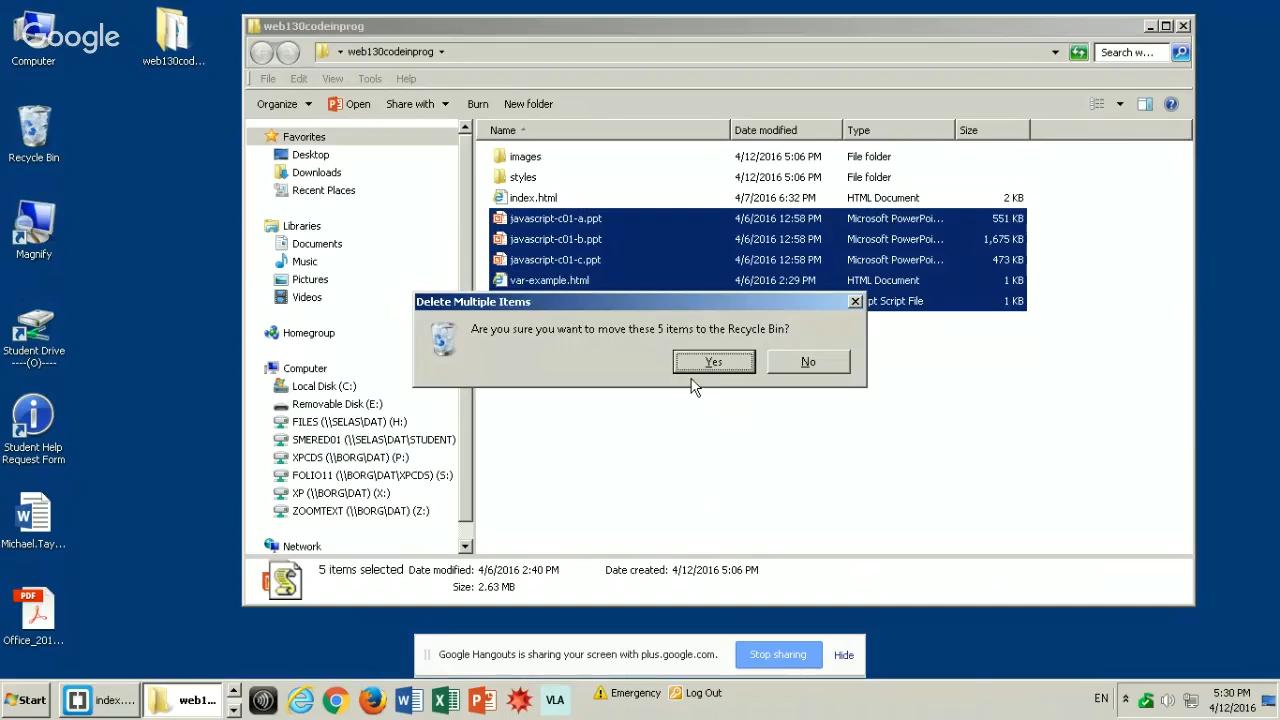 Google
Computer
web130cod...
Recycle Bin
Magnify
Student Drive
----(O)----
Student Help
Request Form
Michael.Tay...
PDF
Office_201...
web130codeinprog
web130codeinprog
Search w...
File Edit View Tools Help
Organize Open Share with Burn New folder
Name Date modified Type Size
Favorites
Desktop
Downloads
Recent Places
Libraries
Documents
Music
Pictures
Videos
Homegroup
Computer
Local Disk (C:)
Removable Disk (E:)
FILES (\\SELAS\DAT) (H:)
SMERED01 (\\SELAS\DAT\STUDENT)
XPCDS (\\BORG\DAT) (P:)
FOLIO11 (\\BORG\DAT\XPCDS) (S:)
XP (\\BORG\DAT) (X:)
ZOOMTEXT (\\BORG\DAT) (Z:)
Network
images 4/12/2016 5:06 PM File folder
styles 4/12/2016 5:06 PM File folder
index.html 4/7/2016 6:32 PM HTML Document 2 KB
javascript-c01-a.ppt 4/6/2016 12:58 PM Microsoft PowerPoi... 551 KB
javascript-c01-b.ppt 4/6/2016 12:58 PM Microsoft PowerPoi... 1,675 KB
javascript-c01-c.ppt 4/6/2016 12:58 PM Microsoft PowerPoi... 473 KB
var-example.html 4/6/2016 2:29 PM HTML Document 1 KB
Script File 1 KB
Delete Multiple Items
Are you sure you want to move these 5 items to the Recycle Bin?
Yes No
5 items selected Date modified: 4/6/2016 2:40 PM Date created: 4/12/2016 5:06 PM
Size: 2.63 MB
Google Hangouts is sharing your screen with plus.google.com. Stop sharing Hide
Start index.... web1... VLA Emergency Log Out EN 5:30 PM
4/12/2016